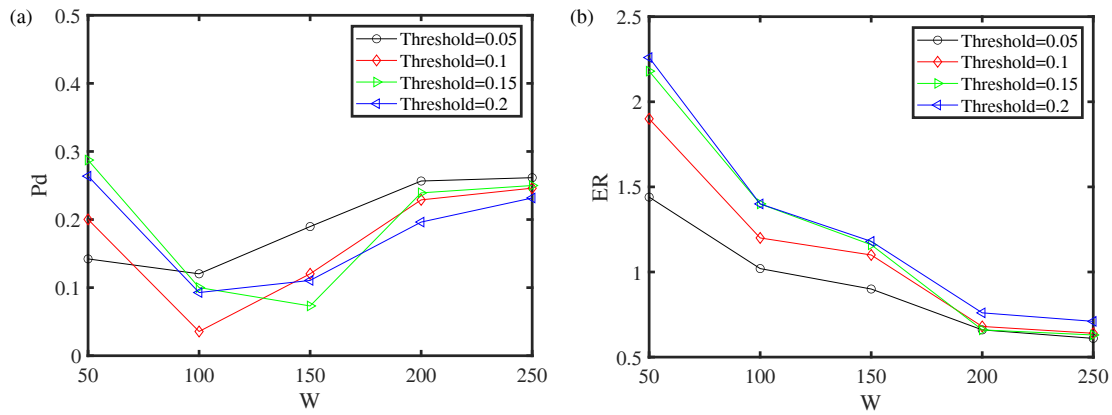 (a)
0.5
0.4
0.3
0.2
0.1
0
Pd
50 100 150 200 250
W
Threshold=0.05
Threshold=0.1
Threshold=0.15
Threshold=0.2
(b)
2.5
2
1.5
1
0.5
ER
50 100 150 200 250
W
Threshold=0.05
Threshold=0.1
Threshold=0.15
Threshold=0.2